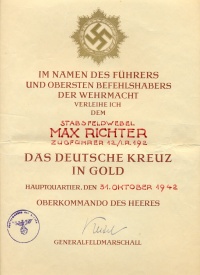 IM NAMEN DES FÜHRERS
UND OBERSTEN BEFEHLSHABERS
DER WEHRMACHT
VERLEIHE ICH
DEM
STABSFELDWEBEL
MAX RICHTER
ZUGFÜHRER 12/I.R.192
DAS DEUTSCHE KREUZ
IN GOLD
HAUPTQUARTIER, DEN 31. OKTOBER 1942
OBERKOMMANDO DES HEERES
Keitel
GENERALFELDMARSCHALL